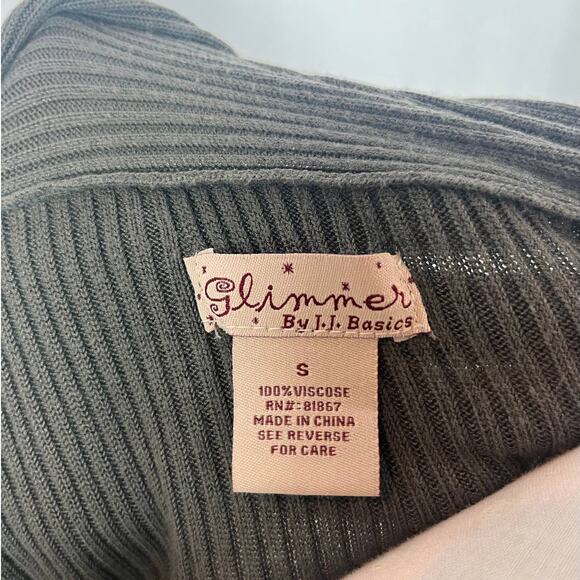 Glimmer
By J.J. Basics
S
100%VISCOSE
RN#:81867
MADE IN CHINA
SEE REVERSE
FOR CARE